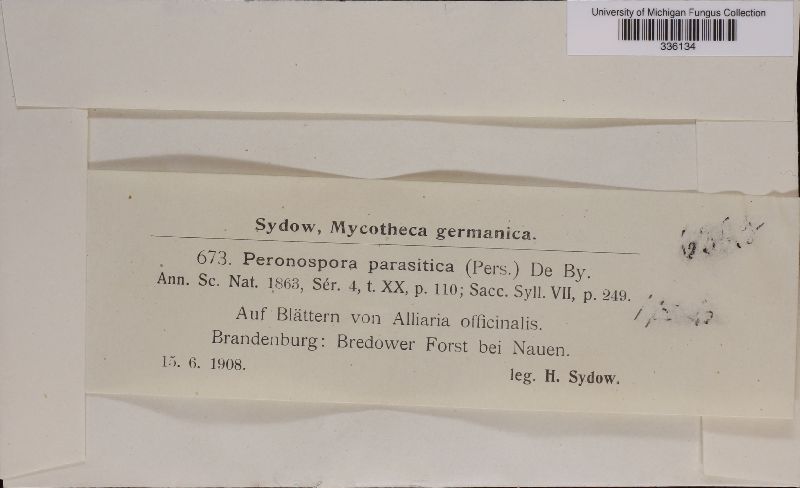 University of Michigan Fungus Collection
336134
Sydow, Mycotheca germanica.
673. Peronospora parasitica (Pers.) De By.
Ann. Sc. Nat. 1863, Sér. 4, t. XX, p. 110; Sacc. Syll. VII, p. 249.
Auf Blättern von Alliaria officinalis.
Brandenburg: Bredower Forst bei Nauen.
15. 6. 1908.
leg. H. Sydow.